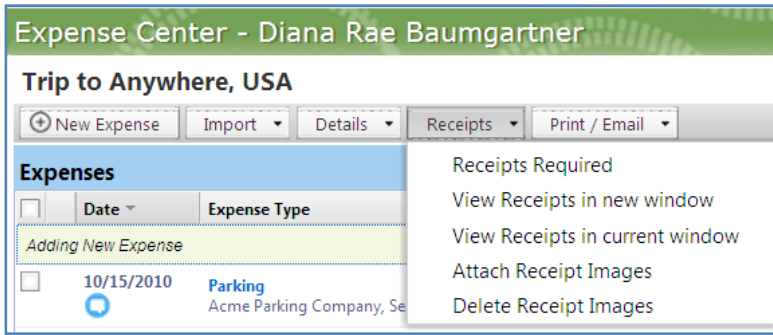 Expense Center - Diana Rae Baumgartner
Trip to Anywhere, USA
New Expense Import Details Receipts Print / Email
Receipts Required
View Receipts in new window
View Receipts in current window
Attach Receipt Images
Delete Receipt Images
Expenses
Date Expense Type
Adding New Expense
10/15/2010 Parking
Acme Parking Company, Se